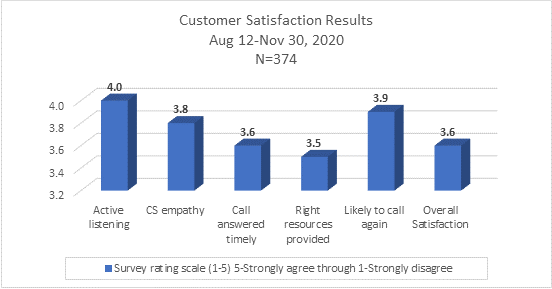 Customer Satisfaction Results
Aug 12-Nov 30, 2020
N=374
4.0
3.8
3.6
3.5
3.9
3.6
4.0
3.8
3.6
3.4
3.2
Active listening
CS empathy
Call answered timely
Right resources provided
Likely to call again
Overall Satisfaction
Survey rating scale (1-5) 5-Strongly agree through 1-Strongly disagree